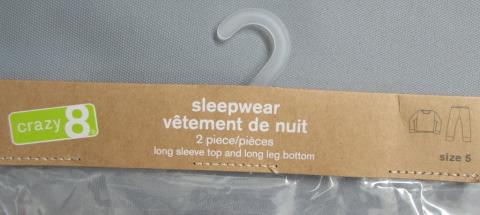 crazy 8
sleepwear
vêtement de nuit
2 piece/pièces
long sleeve top and long leg bottom
size 5